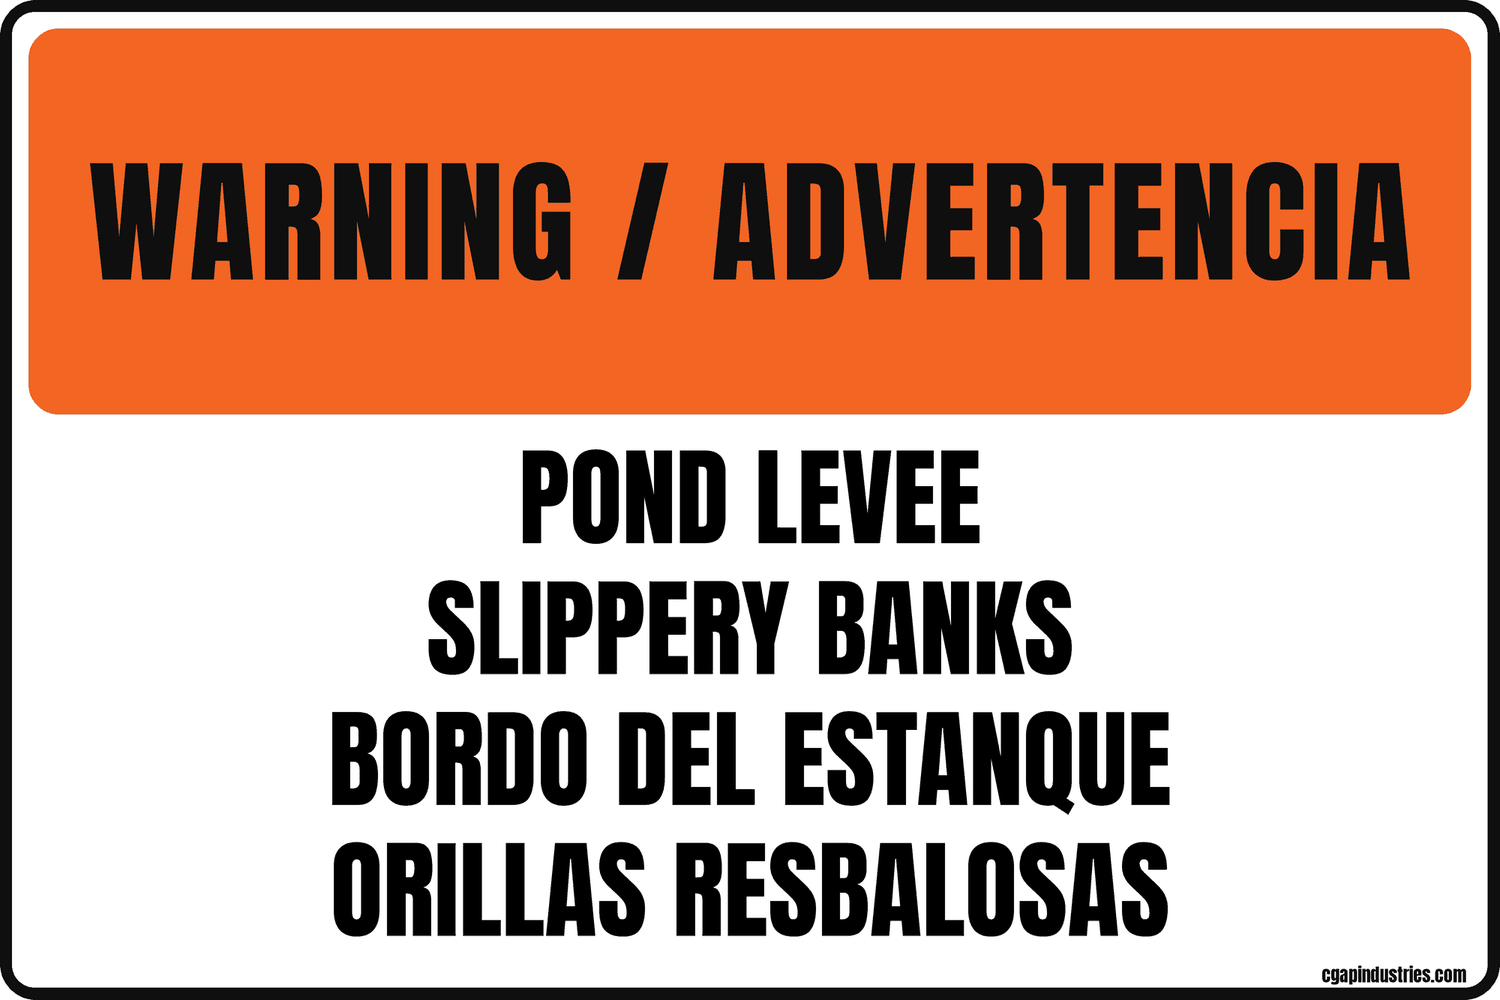 WARNING / ADVERTENCIA
POND LEVEE
SLIPPERY BANKS
BORDO DEL ESTANQUE
ORILLAS RESBALOSAS
cgapindustries.com